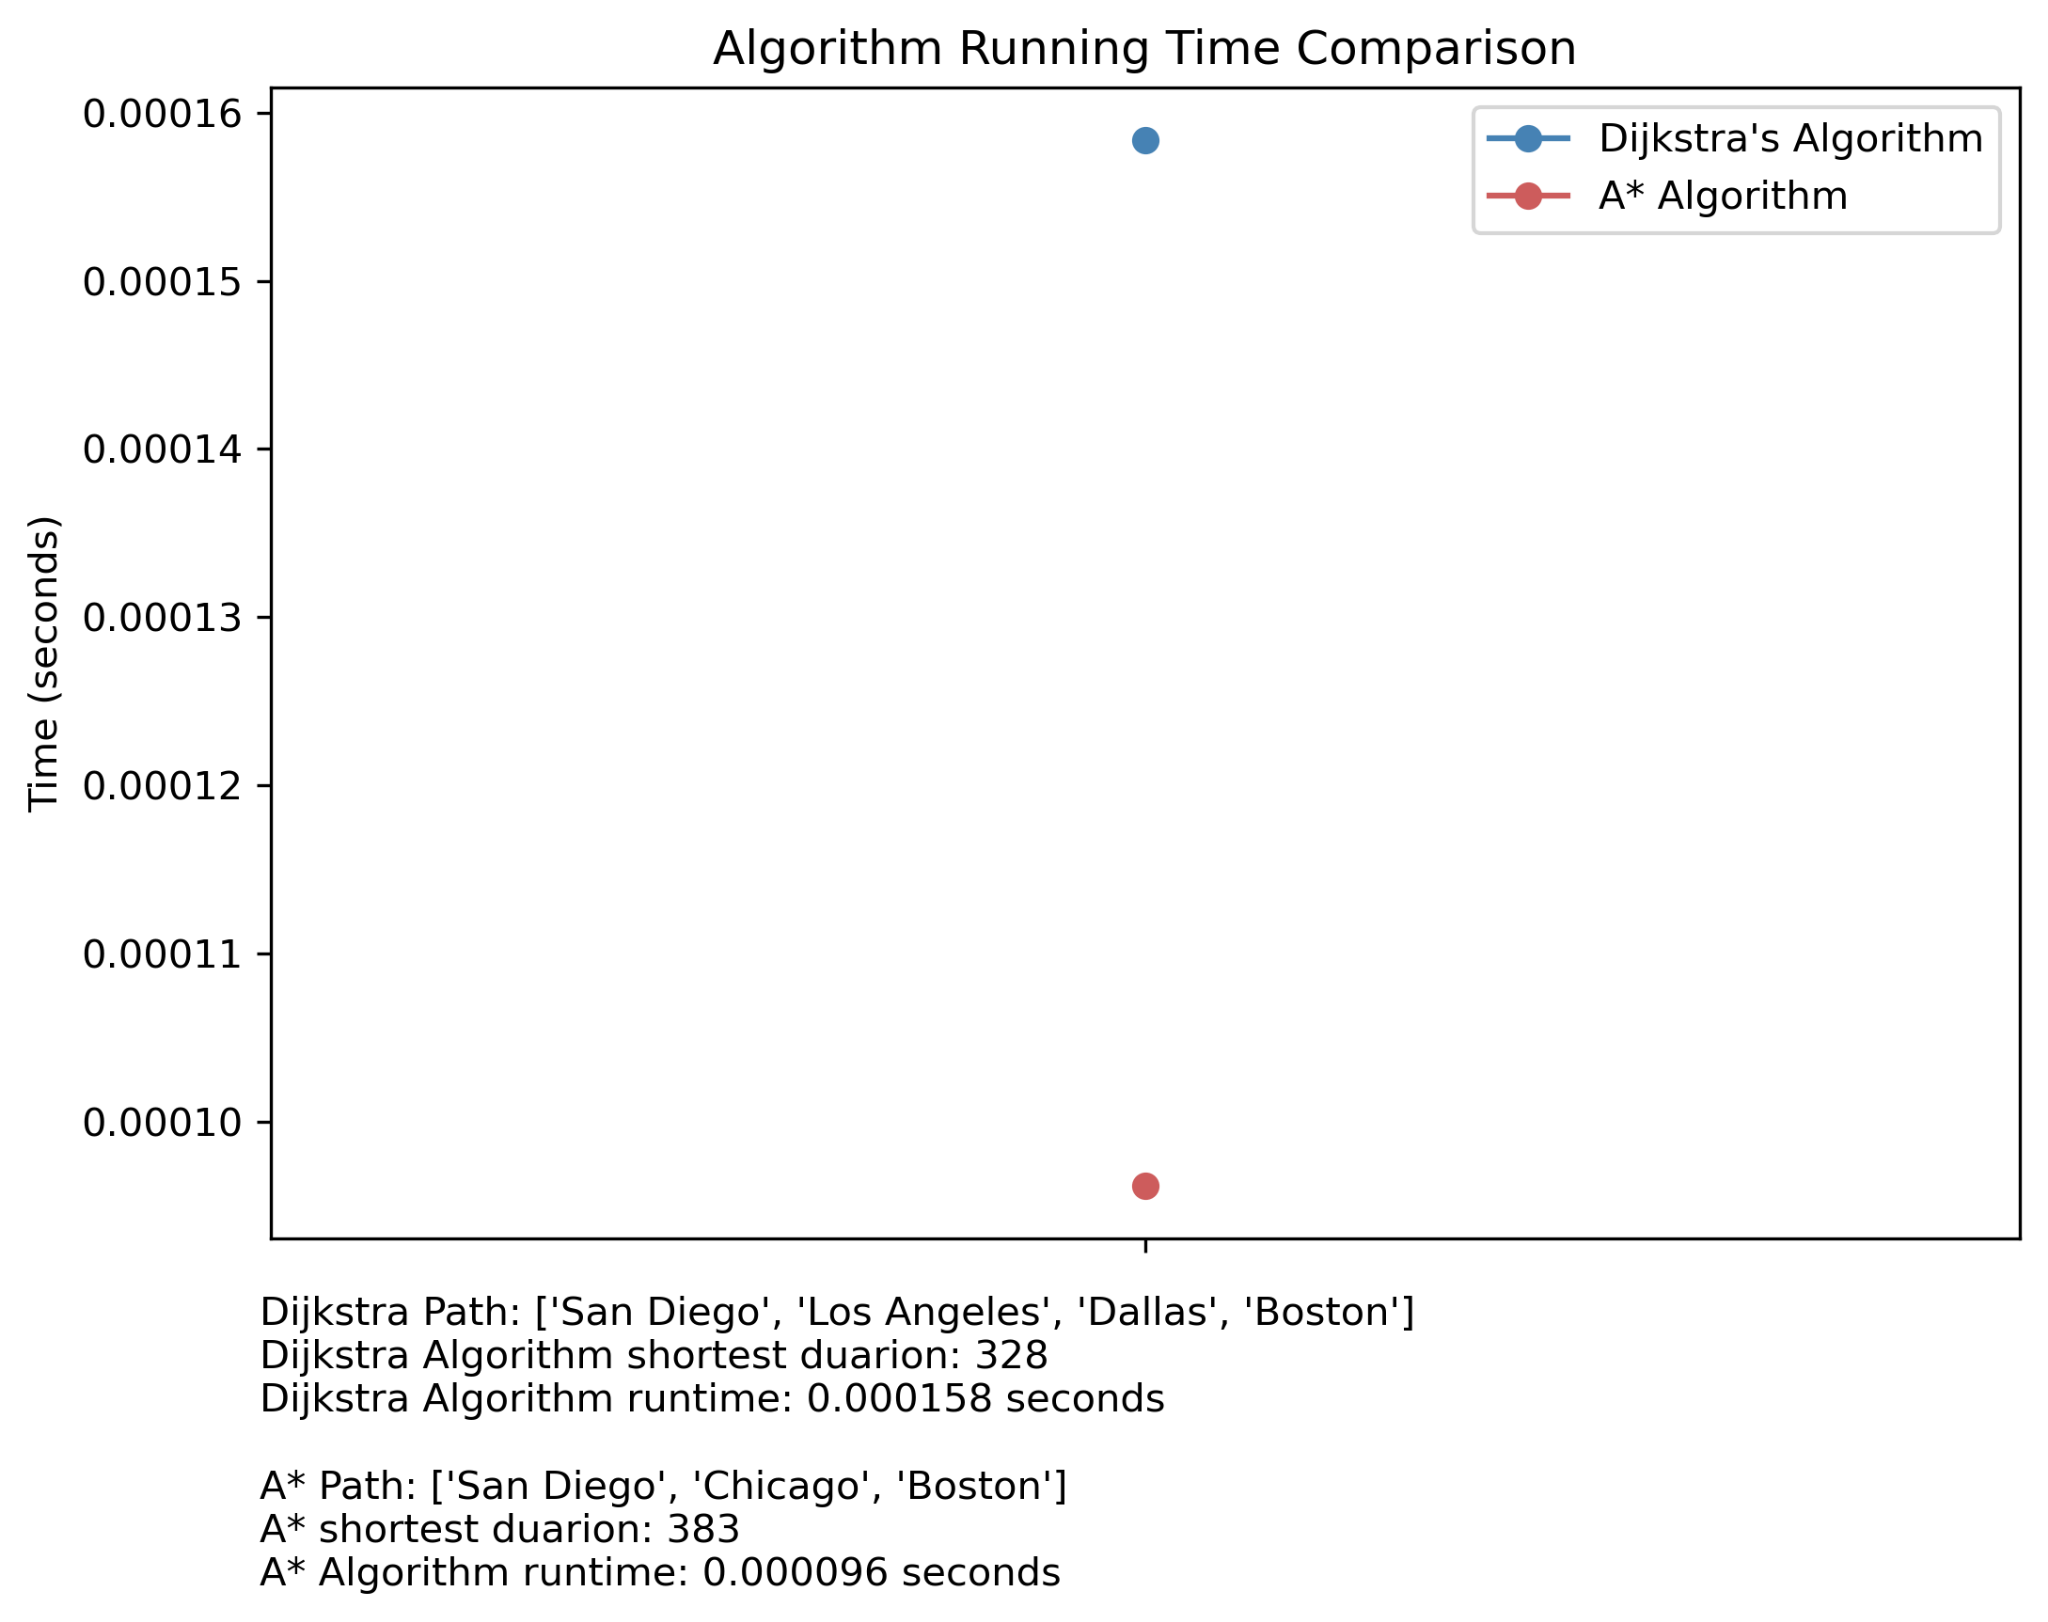 Algorithm Running Time Comparison
Dijkstra's Algorithm
A* Algorithm
0.00016
0.00015
0.00014
0.00013
0.00012
0.00011
0.00010
Time (seconds)
Dijkstra Path: ['San Diego', 'Los Angeles', 'Dallas', 'Boston']
Dijkstra Algorithm shortest duarion: 328
Dijkstra Algorithm runtime: 0.000158 seconds
A* Path: ['San Diego', 'Chicago', 'Boston']
A* shortest duarion: 383
A* Algorithm runtime: 0.000096 seconds